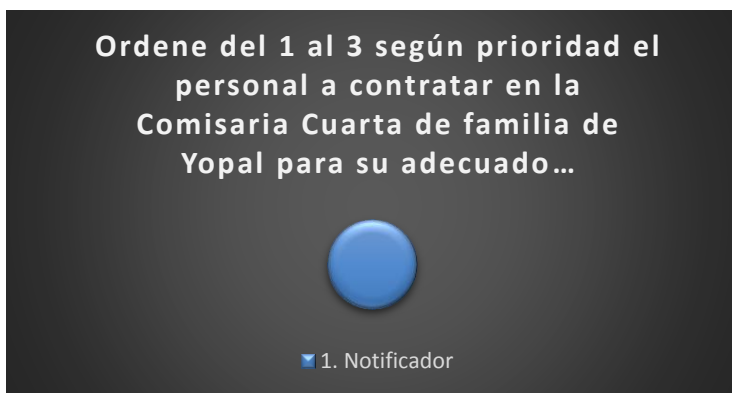 Ordene del 1 al 3 según prioridad el
personal a contratar en la
Comisaria Cuarta de familia de
Yopal para su adecuado…
1. Notificador